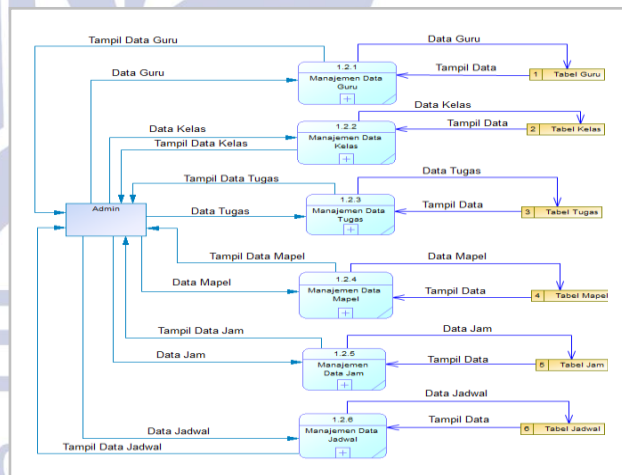 Tampil Data Guru
Data Guru
Data Guru
1.2.1
Manajemen Data
Guru
Tampil Data
1 Tabel Guru
Data Kelas
Data Kelas
Tampil Data Kelas
1.2.2
Manajemen Data
Kelas
Tampil Data
2 Tabel Kelas
Tampil Data Tugas
Data Tugas
Data Tugas
1.2.3
Manajemen Data
Tugas
Tampil Data
3 Tabel Tugas
Admin
Tampil Data Mapel
Data Mapel
Data Mapel
1.2.4
Manajemen Data
Mapel
Tampil Data
4 Tabel Mapel
Tampil Data Jam
Data Jam
Data Jam
1.2.5
Manajemen
Data Jam
Tampil Data
5 Tabel Jam
Data Jadwal
Data Jadwal
Tampil Data Jadwal
1.2.6
Manajemen Data
Jadwal
Tampil Data
6 Tabel Jadwal